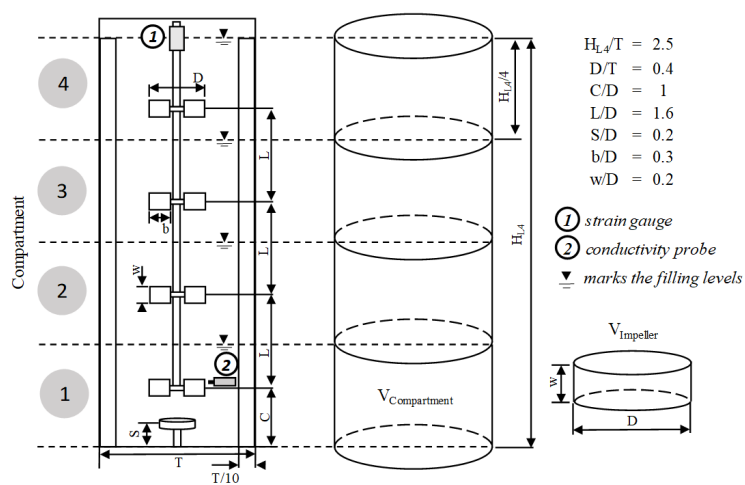 Compartment
4
3
2
1
1
D
L
b
L
w
L
2
C
S
T
T/10
H_L4/4
H_L4
V_Compartment
H_L4/T = 2.5
D/T = 0.4
C/D = 1
L/D = 1.6
S/D = 0.2
b/D = 0.3
w/D = 0.2
1 strain gauge
2 conductivity probe
marks the filling levels
V_Impeller
w
D